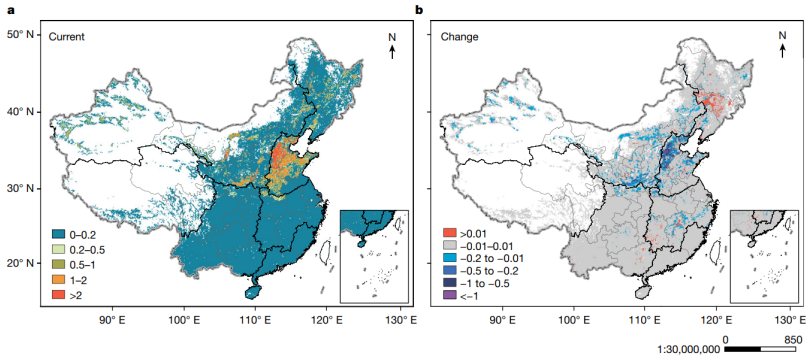 a
Current
N
50° N
40° N
30° N
20° N
0–0.2
0.2–0.5
0.5–1
1–2
>2
90° E
100° E
110° E
120° E
130° E
b
Change
N
>0.01
−0.01–0.01
−0.2 to −0.01
−0.5 to −0.2
−1 to −0.5
<−1
90° E
100° E
110° E
120° E
130° E
0
850
1:30,000,000